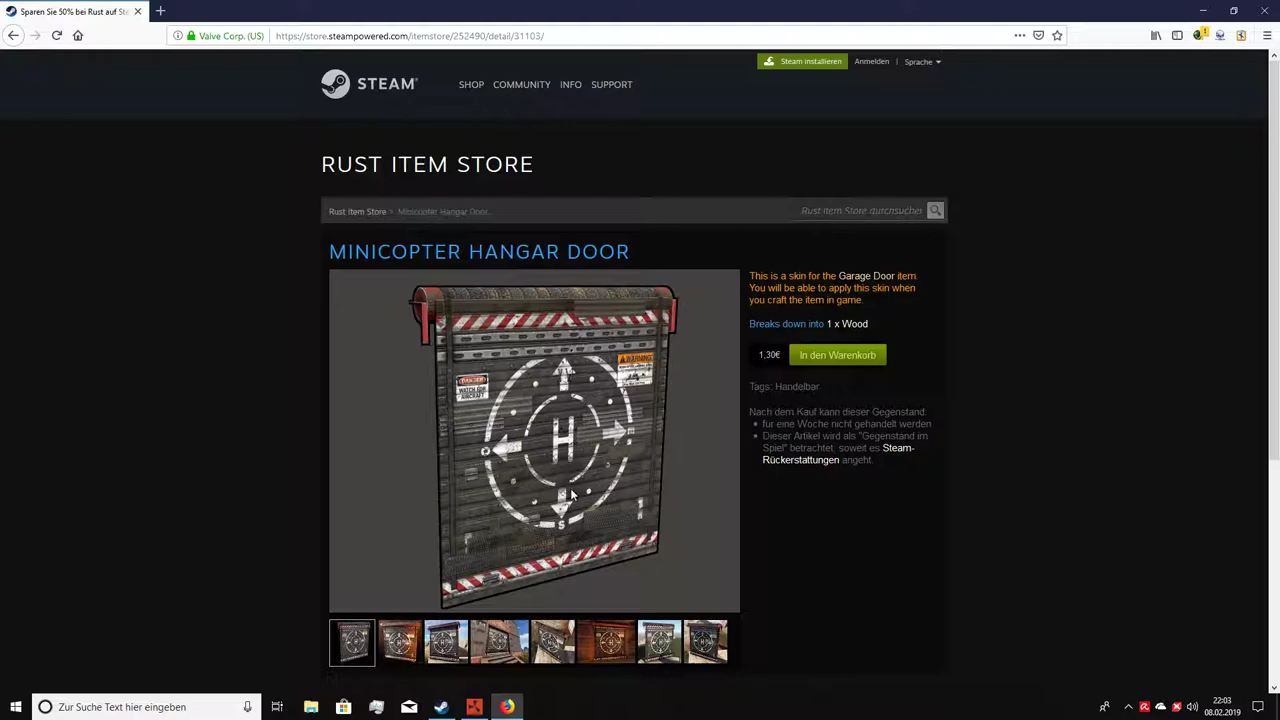 Sparen Sie 50% bei Rust auf Ste
Valve Corp. (US)
https://store.steampowered.com/itemstore/252490/detail/31103/
Steam installieren
Anmelden
Sprache
STEAM
SHOP
COMMUNITY
INFO
SUPPORT
RUST ITEM STORE
Rust Item Store > Minicopter Hangar Door...
Rust Item Store durchsuchen
MINICOPTER HANGAR DOOR
This is a skin for the Garage Door item.
You will be able to apply this skin when
you craft the item in game.
Breaks down into 1 x Wood
1,30€
In den Warenkorb
Tags: Handelbar
Nach dem Kauf kann dieser Gegenstand:
für eine Woche nicht gehandelt werden
Dieser Artikel wird als "Gegenstand im
Spiel" betrachtet, soweit es Steam-
Rückerstattungen angeht.
DANGER
WATCH FOR
AIRCRAFT
WARNING
H
S
Zur Suche Text hier eingeben
22:03
08.02.2019